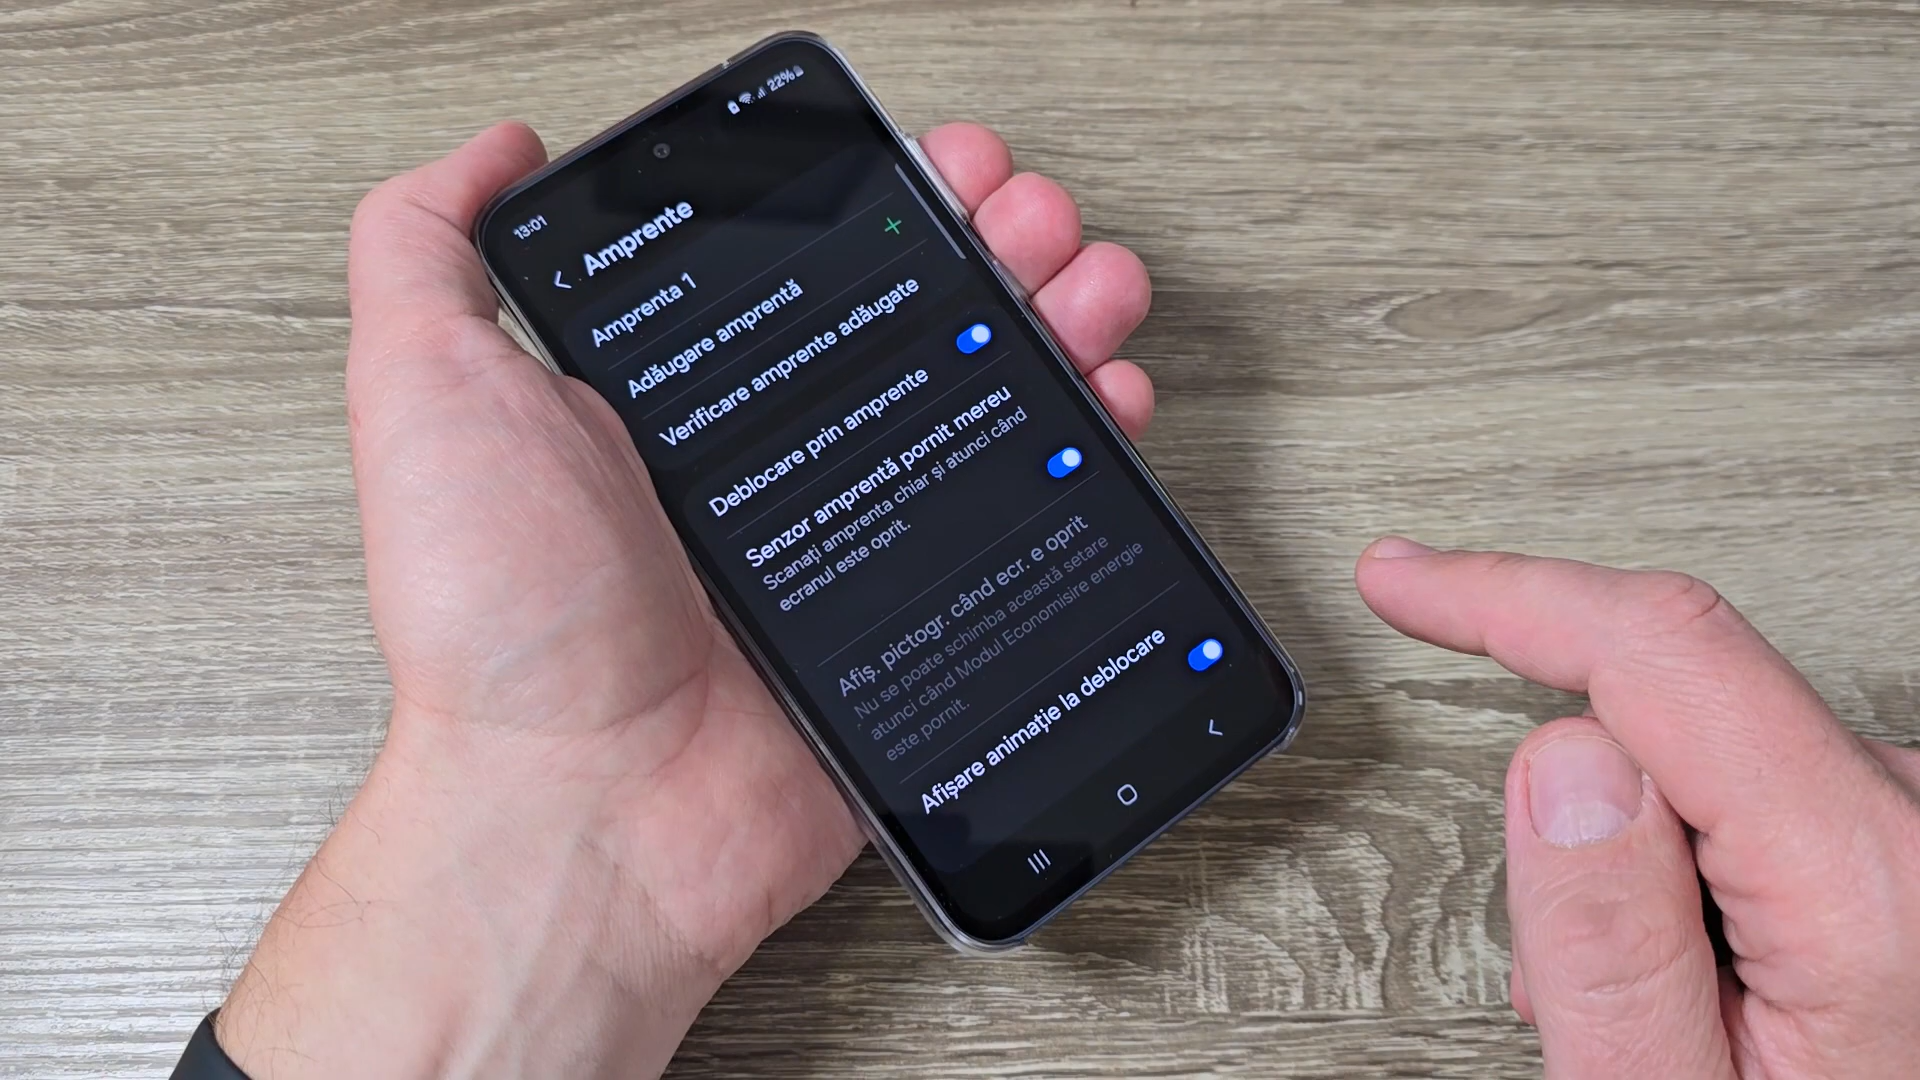 13:01
22%
Amprente
Amprenta 1
Adăugare amprentă
Verificare amprente adăugate
Deblocare prin amprente
Senzor amprentă pornit mereu
Scanați amprenta chiar și atunci când
ecranul este oprit.
Afiș. pictogr. când ecr. e oprit
Nu se poate schimba această setare
atunci când Modul Economisire energie
este pornit.
Afișare animație la deblocare